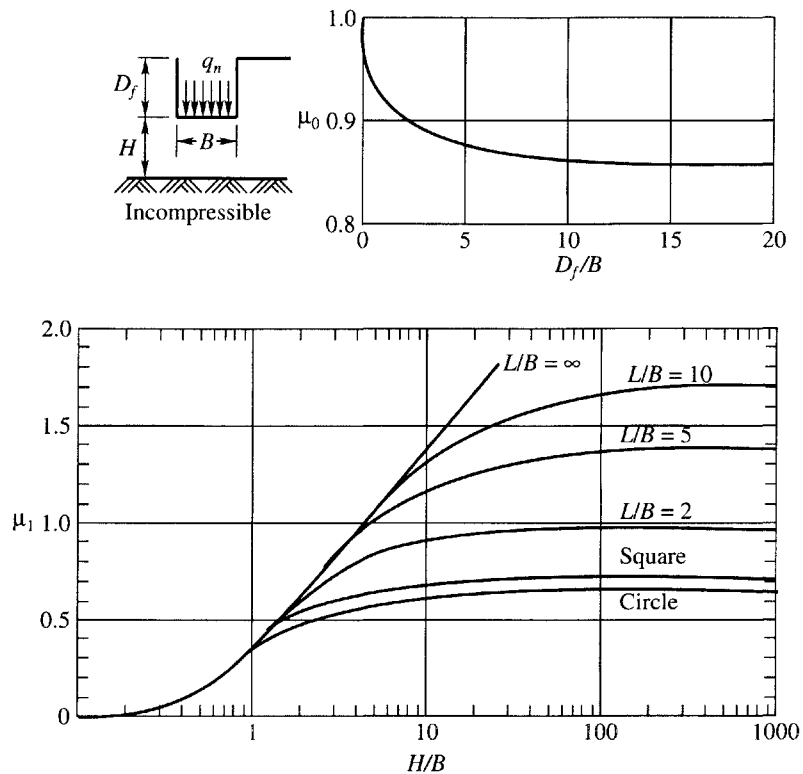 q_n
D_f
H
B
Incompressible
1.0
μ_0 0.9
0.8
0 5 10 15 20
D_f/B
2.0
1.5
μ_1 1.0
0.5
0
L/B = ∞
L/B = 10
L/B = 5
L/B = 2
Square
Circle
1 10 100 1000
H/B